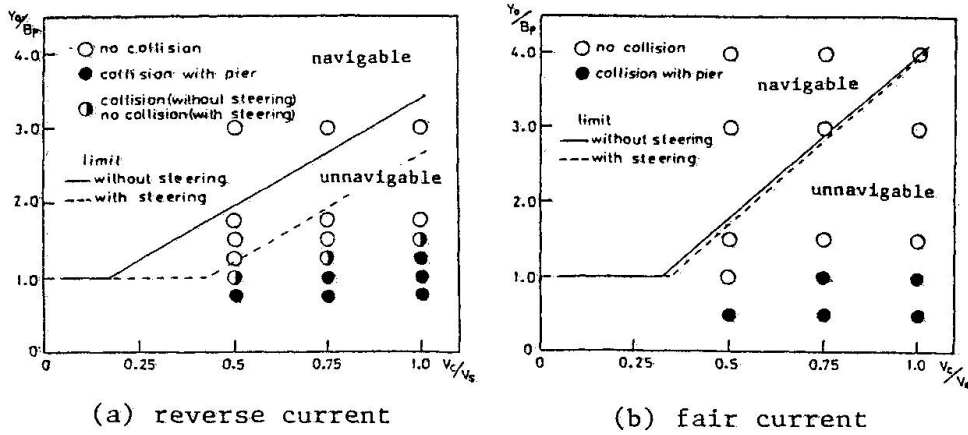 Yo/Bp
4.0
3.0
2.0
1.0
0
○ no collision
● collision with pier
◑ collision(without steering)
no collision(with steering)
limit
—— without steering
---- with steering
navigable
unnavigable
0 0.25 0.5 0.75 1.0 Vc/Vs
(a) reverse current
Yo/Bp
4.0
3.0
2.0
1.0
0
○ no collision
● collision with pier
limit
—— without steering
---- with steering
navigable
unnavigable
0 0.25 0.5 0.75 1.0 Vc/Vs
(b) fair current